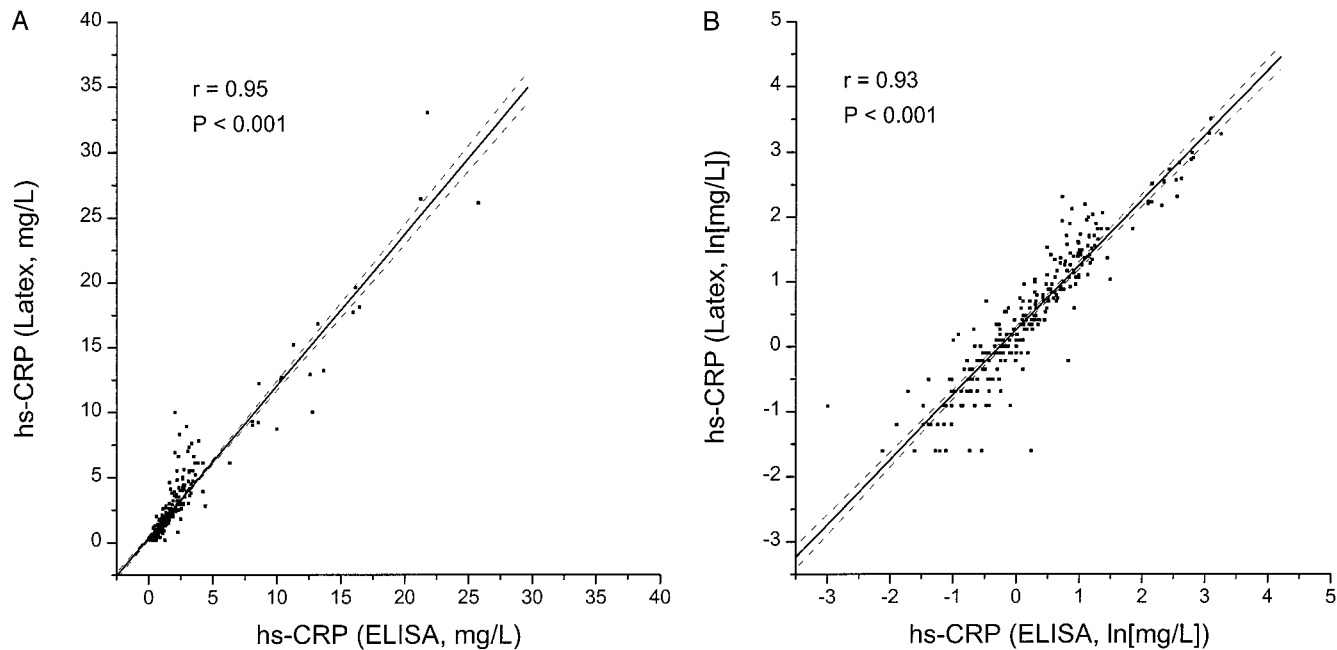 A
r = 0.95
P < 0.001
hs-CRP (Latex, mg/L)
40
35
30
25
20
15
10
5
0
0 5 10 15 20 25 30 35 40
hs-CRP (ELISA, mg/L)
B
r = 0.93
P < 0.001
hs-CRP (Latex, ln[mg/L])
5
4
3
2
1
0
-1
-2
-3
-3 -2 -1 0 1 2 3 4 5
hs-CRP (ELISA, ln[mg/L])